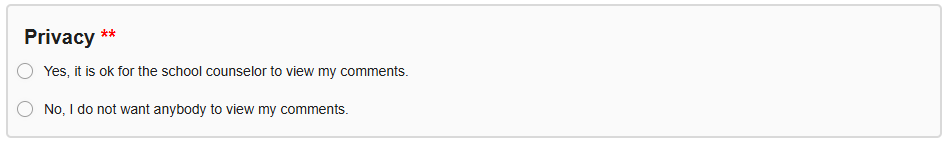 Privacy **
Yes, it is ok for the school counselor to view my comments.
No, I do not want anybody to view my comments.